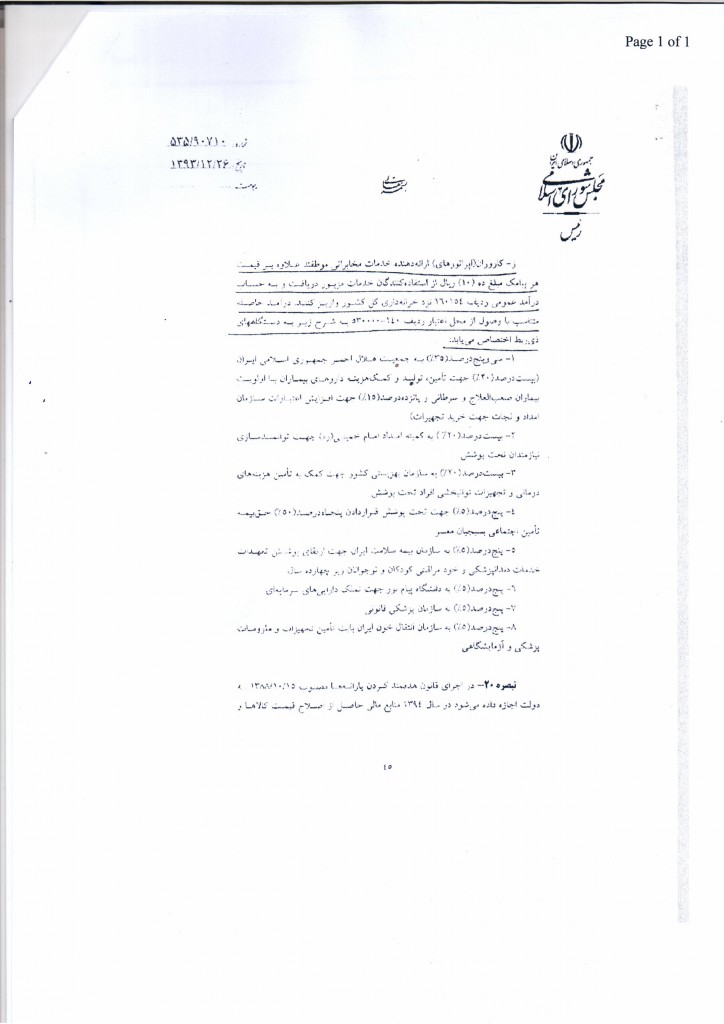 Page 1 of 1
شماره ۵۳۵/۹۰۷۱۰
تاریخ ۱۳۹۳/۱۲/۲۶
پیوست
جمهوری اسلامی ایران
مجلس شورای اسلامی
رئیس
بسمه تعالی
ز- کاروران(اپراتورهای) ارائه‌دهنده خدمات مخابراتی موظفند علاوه بر قیمت
هر پیامک مبلغ ده (۱۰) ریال از استفاده‌کنندگان خدمات مزبور دریافت و به حساب
درآمد عمومی ردیف ۱۶۰۱۵٤ نزد خزانه‌داری کل کشور واریز کنند. درآمد حاصله
متناسب با وصول از محل اعتبار ردیف ۱٤۰-۵۳۰۰۰۰ به شرح زیر به دستگاههای
ذی‌ربط اختصاص می‌یابد:
۱- سی‌وپنج‌درصد(۳۵٪) به جمعیت هلال احمر جمهوری اسلامی ایران
(بیست‌درصد(۲۰٪) جهت تأمین، تولید و کمک‌هزینه داروهای بیماران با اولویت
بیماران صعب‌العلاج و سرطانی و پانزده‌درصد(۱۵٪) جهت افزایش اعتبارات سازمان
امداد و نجات جهت خرید تجهیزات)
۲- بیست‌درصد(۲۰٪) به کمیته امداد امام خمینی(ره) جهت توانمندسازی
نیازمندان تحت پوشش
۳- بیست‌درصد(۲۰٪) به سازمان بهزیستی کشور جهت کمک به تأمین هزینه‌های
درمانی و تجهیزات توانبخشی افراد تحت پوشش
٤- پنج‌درصد(۵٪) جهت تحت پوشش قراردادن پنجاه‌درصد(۵۰٪) حق‌بیمه
تأمین اجتماعی بسیجیان معسر
۵- پنج‌درصد(۵٪) به سازمان بیمه سلامت ایران جهت ارتقای پوشش تعهدات
خدمات دندانپزشکی و خود مراقبتی کودکان و نوجوانان زیر چهارده سال
٦- پنج‌درصد(۵٪) به دانشگاه پیام نور جهت تملک دارایی‌های سرمایه‌ای
۷- پنج‌درصد(۵٪) به سازمان پزشکی قانونی
۸- پنج‌درصد(۵٪) به سازمان انتقال خون ایران بابت تأمین تجهیزات و ملزومات
پزشکی و آزمایشگاهی
تبصره ۲۰- در اجرای قانون هدفمند کردن یارانه‌ها مصوب ۱۳۸۸/۱۰/۱۵ به
دولت اجازه داده می‌شود در سال ۱۳۹٤ منابع مالی حاصل از اصلاح قیمت کالاها و
٤۵